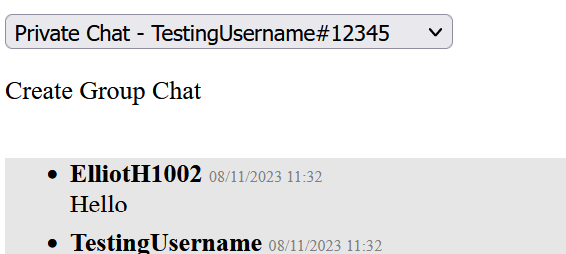 Private Chat - TestingUsername#12345
Create Group Chat
ElliotH1002 08/11/2023 11:32
Hello
TestingUsername 08/11/2023 11:32